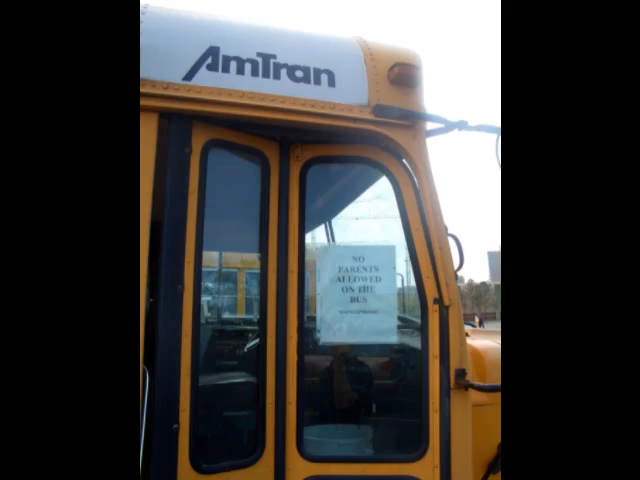 AmTran
NO
PARENTS
ALLOWED
ON THE
BUS